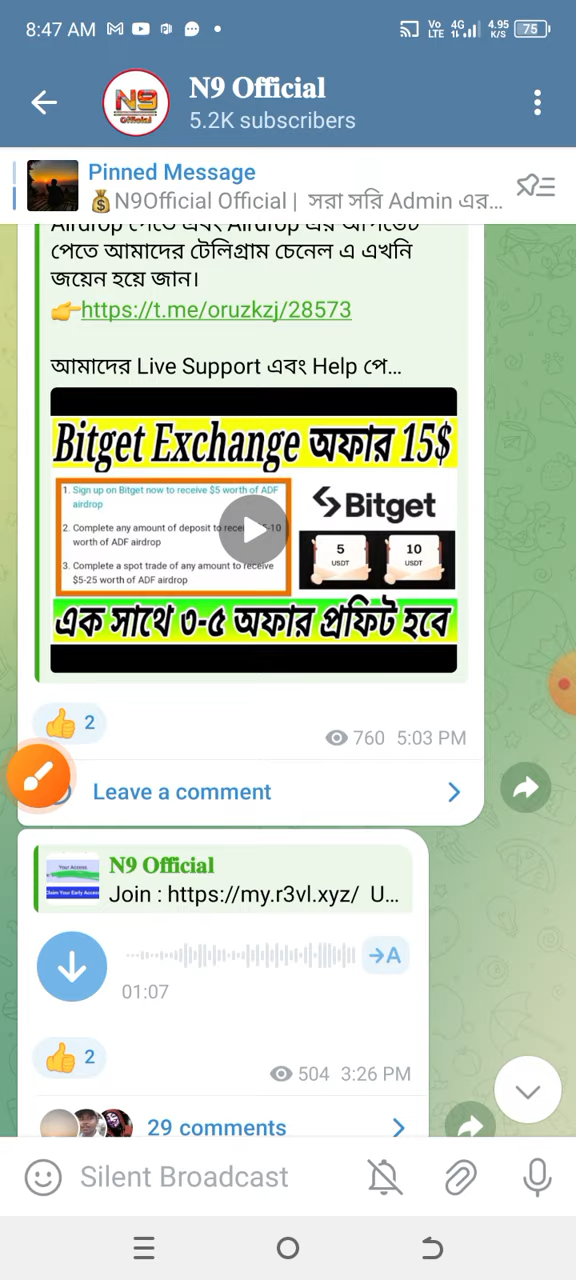 8:47 AM
Vo LTE 4G 4.95 K/S 75
N9 Official
5.2K subscribers
Pinned Message
💰N9Official Official | সরা সরি Admin এর...
পেতে আমাদের টেলিগ্রাম চেনেল এ এখনি
জয়েন হয়ে জান।
👉https://t.me/oruzkzj/28573
আমাদের Live Support এবং Help পে...
Bitget Exchange অফার 15$
1. Sign up on Bitget now to receive $5 worth of ADF
airdrop
2. Complete any amount of deposit to -10
worth of ADF airdrop
3. Complete a spot trade of any amount to receive
$5-25 worth of ADF airdrop
Bitget
5 10
USDT USDT
এক সাথে ৩-৫ অফার প্রফিট হবে
👍 2
760 5:03 PM
Leave a comment
N9 Official
Join : https://my.r3vl.xyz/ U...
Your Access
Claim Your Early Access
→A
01:07
👍 2
504 3:26 PM
29 comments
Silent Broadcast